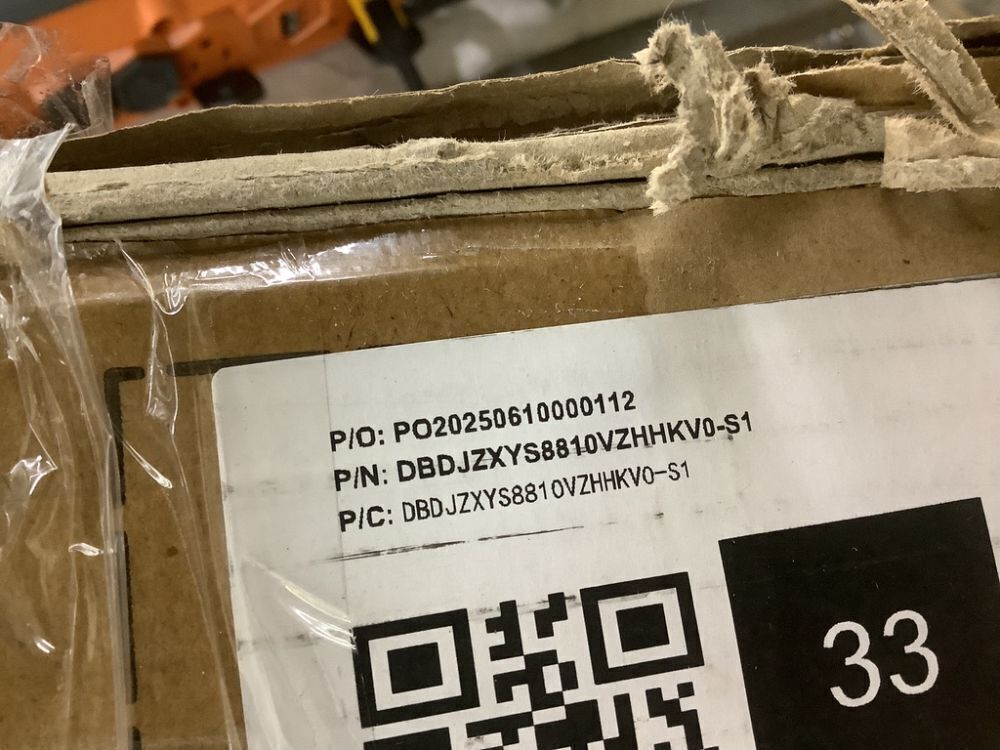 P/O: PO20250610000112
P/N: DBDJZXYS8810VZHHKV0-S1
P/C: DBDJZXYS8810VZHHKV0-S1
33